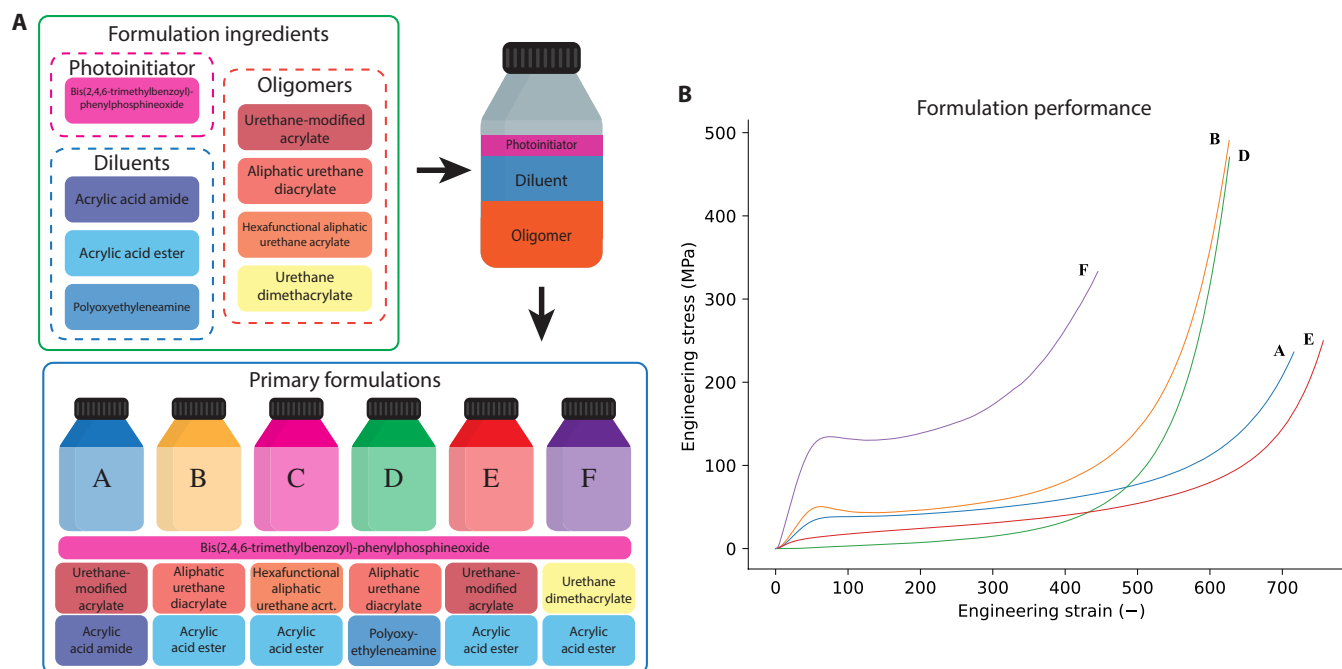 A
Formulation ingredients
Photoinitiator
Bis(2,4,6-trimethylbenzoyl)-
phenylphosphineoxide
Diluents
Acrylic acid amide
Acrylic acid ester
Polyoxyethyleneamine
Oligomers
Urethane-modified
acrylate
Aliphatic urethane
diacrylate
Hexafunctional aliphatic
urethane acrylate
Urethane
dimethacrylate
Photoinitiator
Diluent
Oligomer
Primary formulations
A
B
C
D
E
F
Bis(2,4,6-trimethylbenzoyl)-phenylphosphineoxide
Urethane-
modified
acrylate
Aliphatic
urethane
diacrylate
Hexafunctional
aliphatic
urethane acrt.
Aliphatic
urethane
diacrylate
Urethane-
modified
acrylate
Urethane
dimethacrylate
Acrylic
acid amide
Acrylic
acid ester
Acrylic
acid ester
Polyoxy-
ethyleneamine
Acrylic
acid ester
Acrylic
acid ester
B
Formulation performance
Engineering stress (MPa)
500
400
300
200
100
0
B
D
F
A
E
0
100
200
300
400
500
600
700
Engineering strain (−)